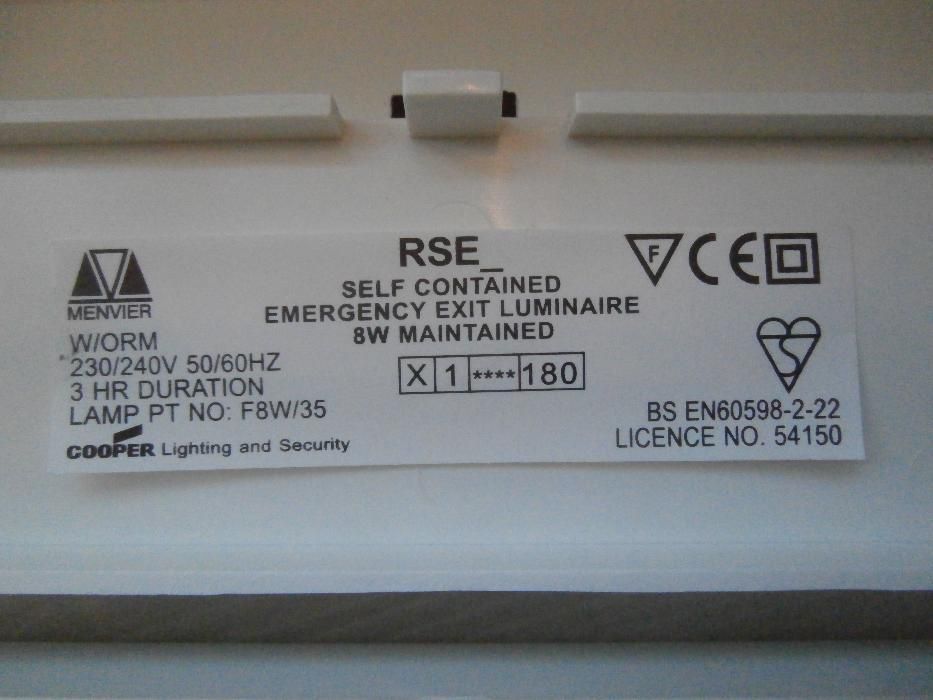 MENVIER
W/ORM
230/240V 50/60HZ
3 HR DURATION
LAMP PT NO: F8W/35
COOPER Lighting and Security
RSE_
SELF CONTAINED
EMERGENCY EXIT LUMINAIRE
8W MAINTAINED
X 1 **** 180
F CE
BS EN60598-2-22
LICENCE NO. 54150